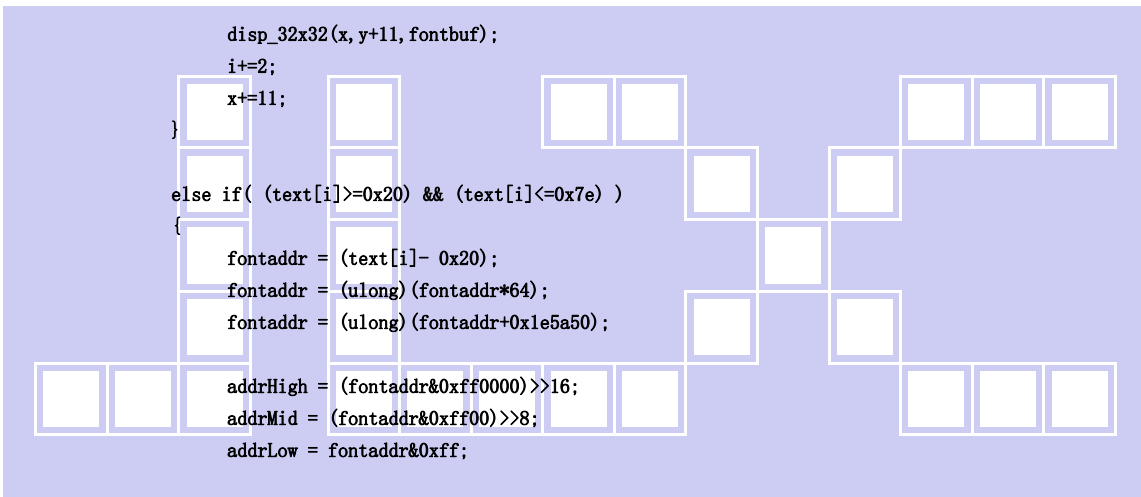 disp_32x32(x,y+11,fontbuf);
i+=2;
x+=11;
}
else if( (text[i]>=0x20) && (text[i]<=0x7e) )
{
fontaddr = (text[i]- 0x20);
fontaddr = (ulong)(fontaddr*64);
fontaddr = (ulong)(fontaddr+0x1e5a50);
addrHigh = (fontaddr&0xff0000)>>16;
addrMid = (fontaddr&0xff00)>>8;
addrLow = fontaddr&0xff;